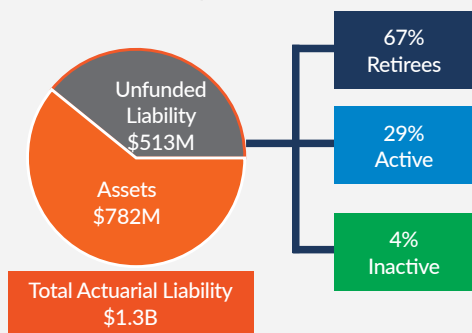 Unfunded
Liability
$513M
Assets
$782M
Total Actuarial Liability
$1.3B
67%
Retirees
29%
Active
4%
Inactive